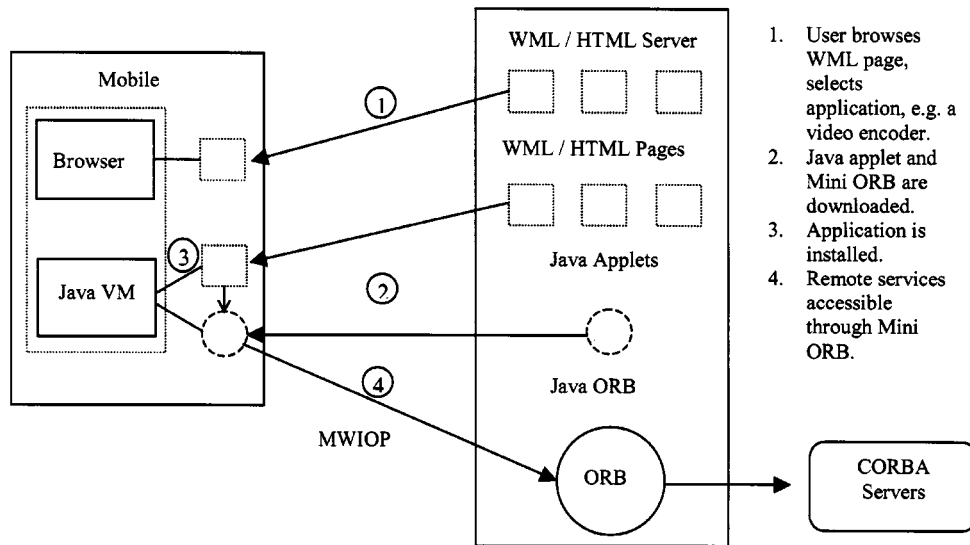 Mobile
Browser
Java VM
1
3
2
4
MWIOP
WML / HTML Server
WML / HTML Pages
Java Applets
Java ORB
ORB
CORBA
Servers
1. User browses
WML page,
selects
application, e.g. a
video encoder.
2. Java applet and
Mini ORB are
downloaded.
3. Application is
installed.
4. Remote services
accessible
through Mini
ORB.